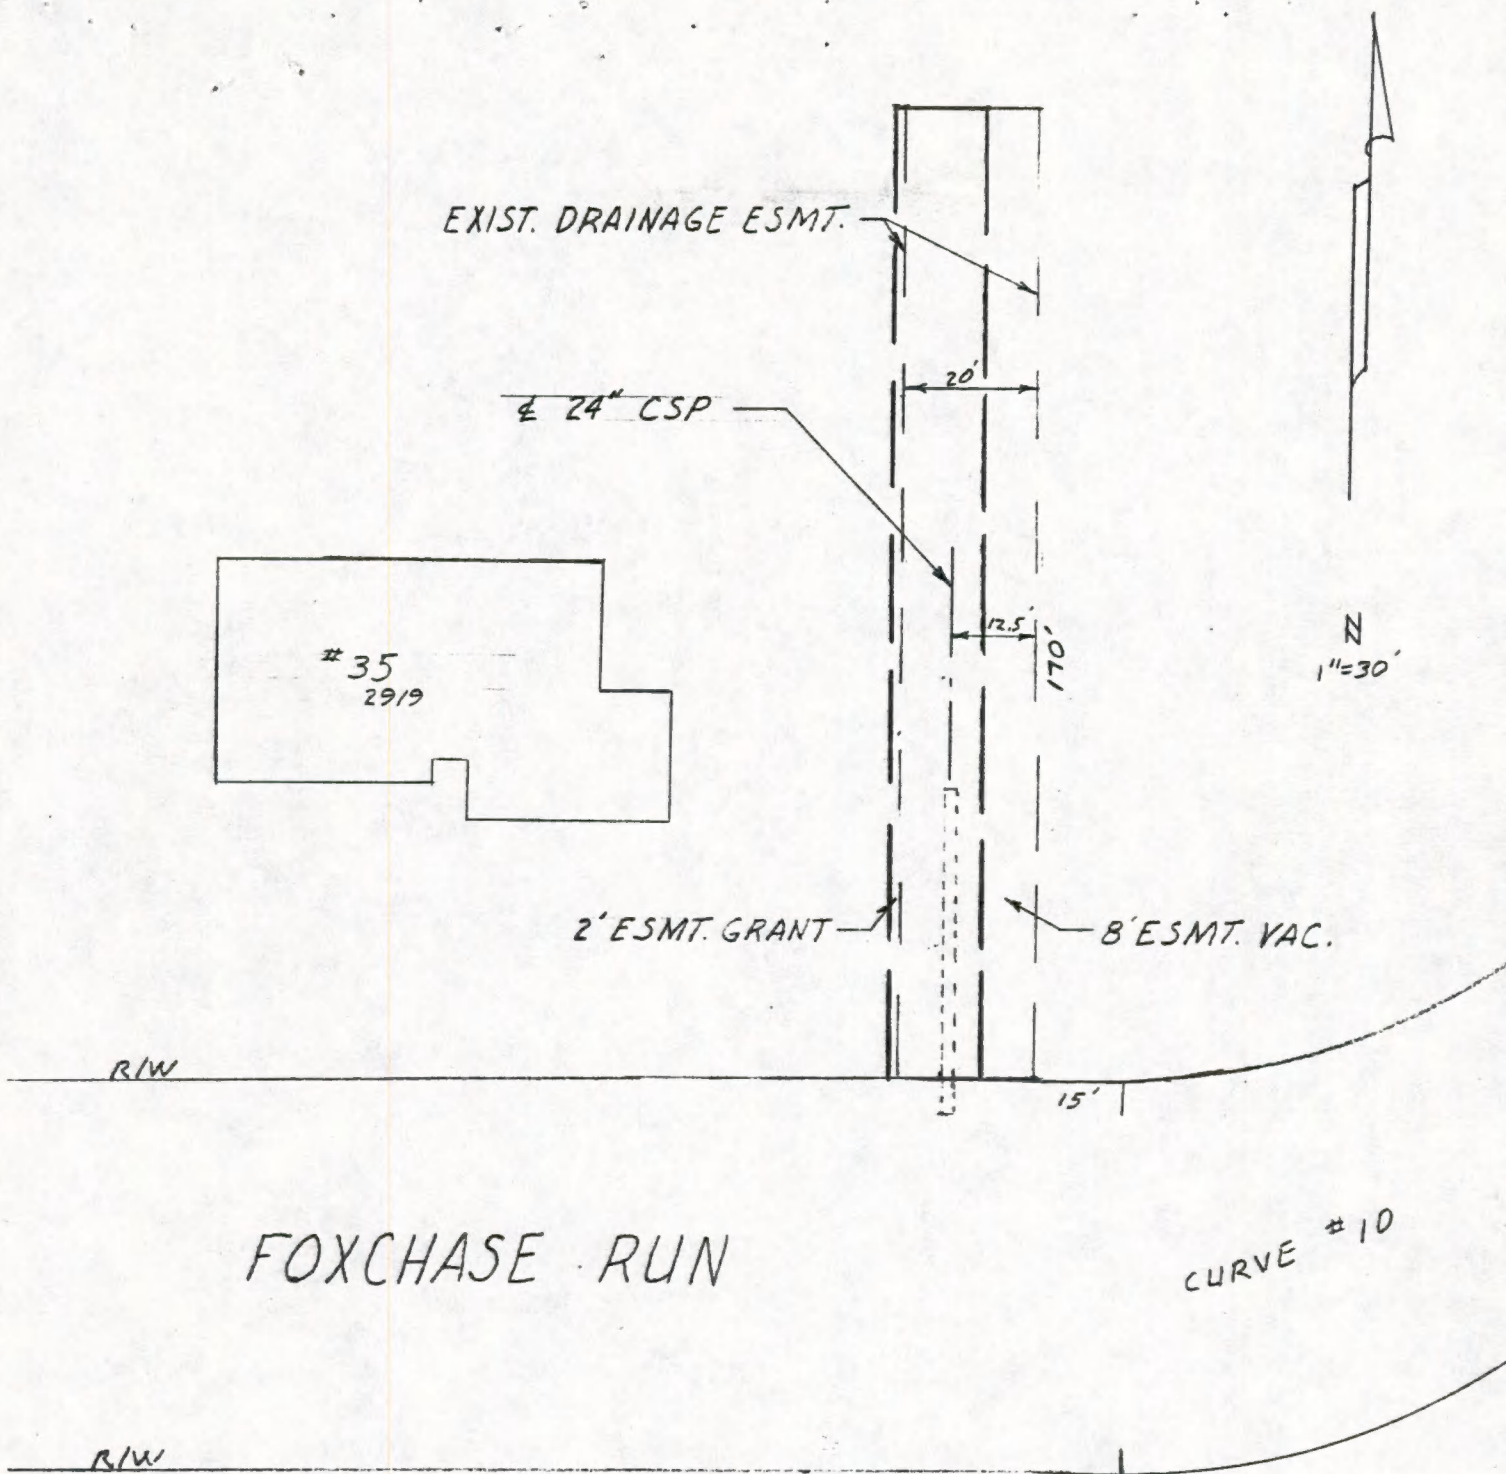 EXIST. DRAINAGE ESMT.
20'
℄ 24" CSP
12.5'
170'
N
1"=30'
#35
2919
2' ESMT. GRANT
8' ESMT. VAC.
R/W
15'
FOXCHASE RUN
CURVE #10
R/W